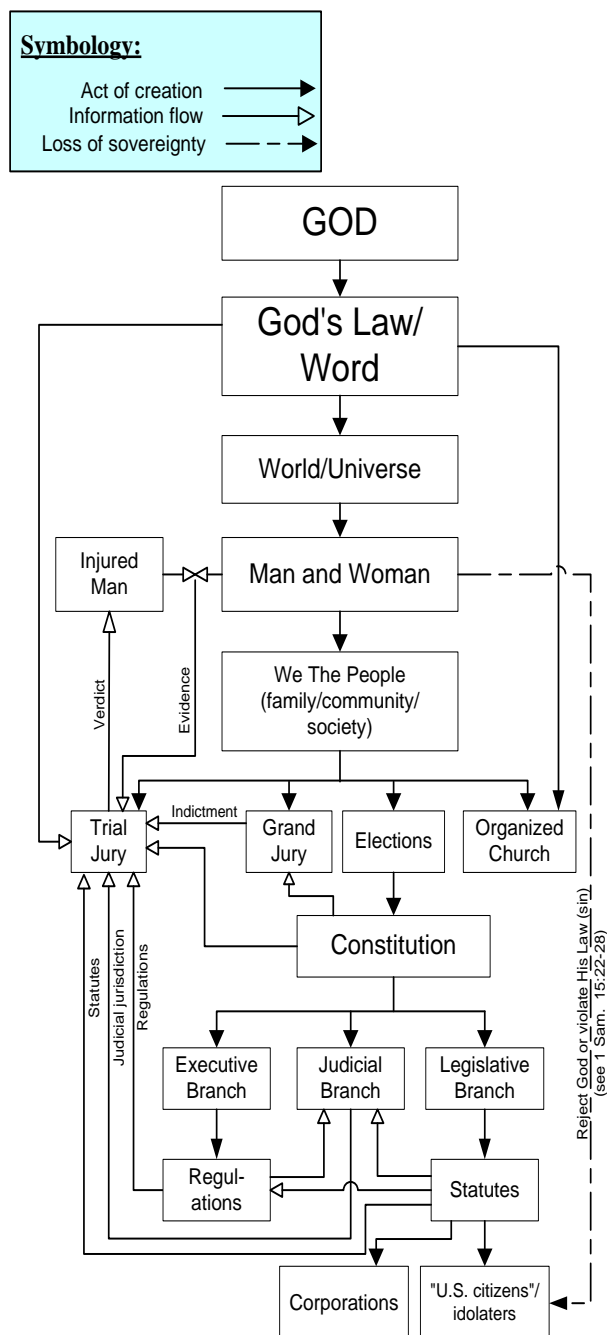 Symbology:
Act of creation
Information flow
Loss of sovereignty
GOD
God's Law/
Word
World/Universe
Injured
Man
Man and Woman
We The People
(family/community/
society)
Verdict
Evidence
Trial
Jury
Indictment
Grand
Jury
Elections
Organized
Church
Constitution
Statutes
Judicial jurisdiction
Regulations
Executive
Branch
Judicial
Branch
Legislative
Branch
Regul-
ations
Statutes
Corporations
"U.S. citizens"/
idolaters
Reject God or violate His Law (sin)
(see 1 Sam. 15:22-28)